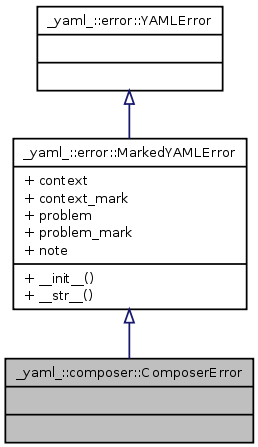 _yaml_::error::YAMLError
_yaml_::error::MarkedYAMLError
+ context
+ context_mark
+ problem
+ problem_mark
+ note
+ __init__()
+ __str__()
_yaml_::composer::ComposerError